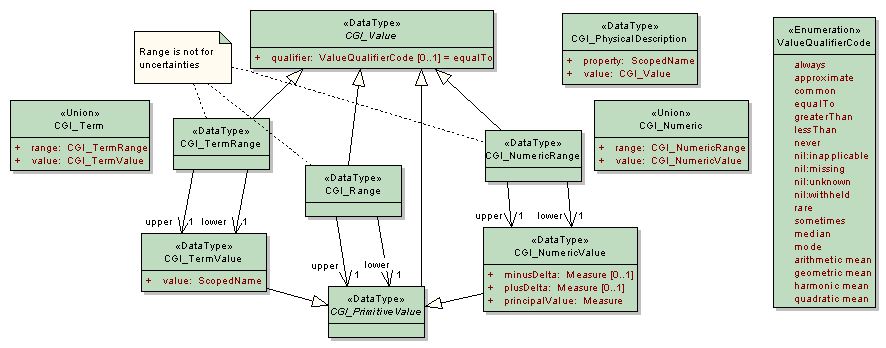 «DataType»
CGI_Value
+ qualifier: ValueQualifierCode [0..1] = equalTo
Range is not for
uncertainties
«DataType»
CGI_PhysicalDescription
+ property: ScopedName
+ value: CGI_Value
«Enumeration»
ValueQualifierCode
always
approximate
common
equalTo
greaterThan
lessThan
never
nil:inapplicable
nil:missing
nil:unknown
nil:withheld
rare
sometimes
median
mode
arithmetic mean
geometric mean
harmonic mean
quadratic mean
«Union»
CGI_Term
+ range: CGI_TermRange
+ value: CGI_TermValue
«DataType»
CGI_TermRange
«DataType»
CGI_Range
«DataType»
CGI_NumericRange
«Union»
CGI_Numeric
+ range: CGI_NumericRange
+ value: CGI_NumericValue
upper 1
lower 1
upper 1
lower 1
upper 1
lower 1
«DataType»
CGI_TermValue
+ value: ScopedName
«DataType»
CGI_NumericValue
+ minusDelta: Measure [0..1]
+ plusDelta: Measure [0..1]
+ principalValue: Measure
«DataType»
CGI_PrimitiveValue